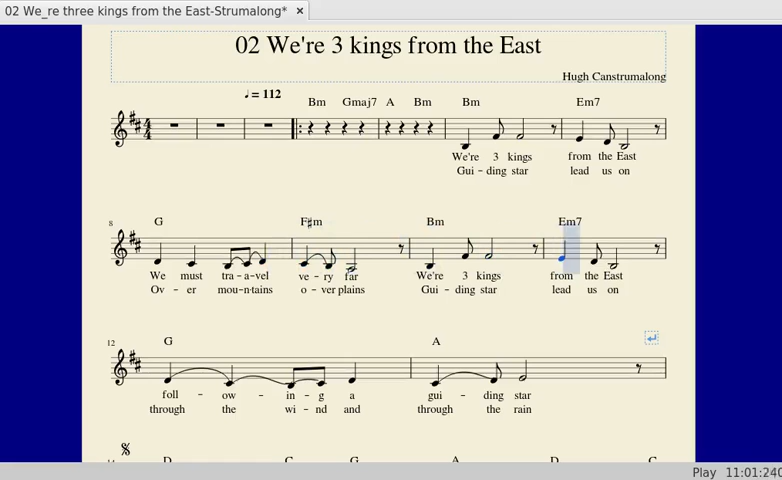 02 We_re three kings from the East-Strumalong* ×
02 We're 3 kings from the East
Hugh Canstrumalong
♩ = 112
Bm Gmaj7 A Bm Bm Em7
4 4
We're 3 kings from the East
Gui - ding star lead us on
8
G F♯m Bm Em7
We must tra - a - vel ve - ry far We're 3 kings from the East
Ov - er mou - n - tains o - ver plains Gui - ding star lead us on
12
G A
foll - ow - in - g a gui - ding star
through the wi - nd and through the rain
Play 11:01:240